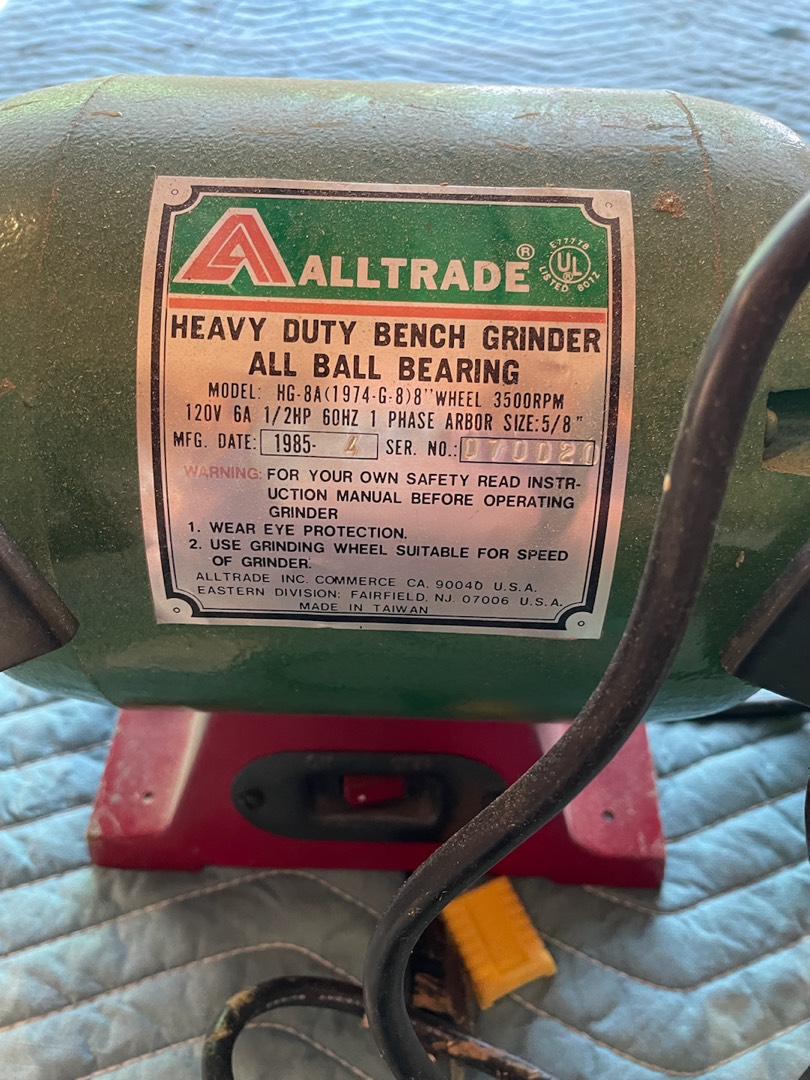 ALLTRADE®
E77778
UL
LISTED 801Z
HEAVY DUTY BENCH GRINDER
ALL BALL BEARING
MODEL: HG-8A(1974-G-8)8"WHEEL 3500RPM
120V 6A 1/2HP 60HZ 1 PHASE ARBOR SIZE:5/8"
MFG. DATE: 1985- 4 SER. NO.: 070020
WARNING: FOR YOUR OWN SAFETY READ INSTR-
UCTION MANUAL BEFORE OPERATING
GRINDER
1. WEAR EYE PROTECTION.
2. USE GRINDING WHEEL SUITABLE FOR SPEED
OF GRINDER.
ALLTRADE INC. COMMERCE CA. 90040 U.S.A.
EASTERN DIVISION: FAIRFIELD. NJ. 07006 U.S.A.
MADE IN TAIWAN